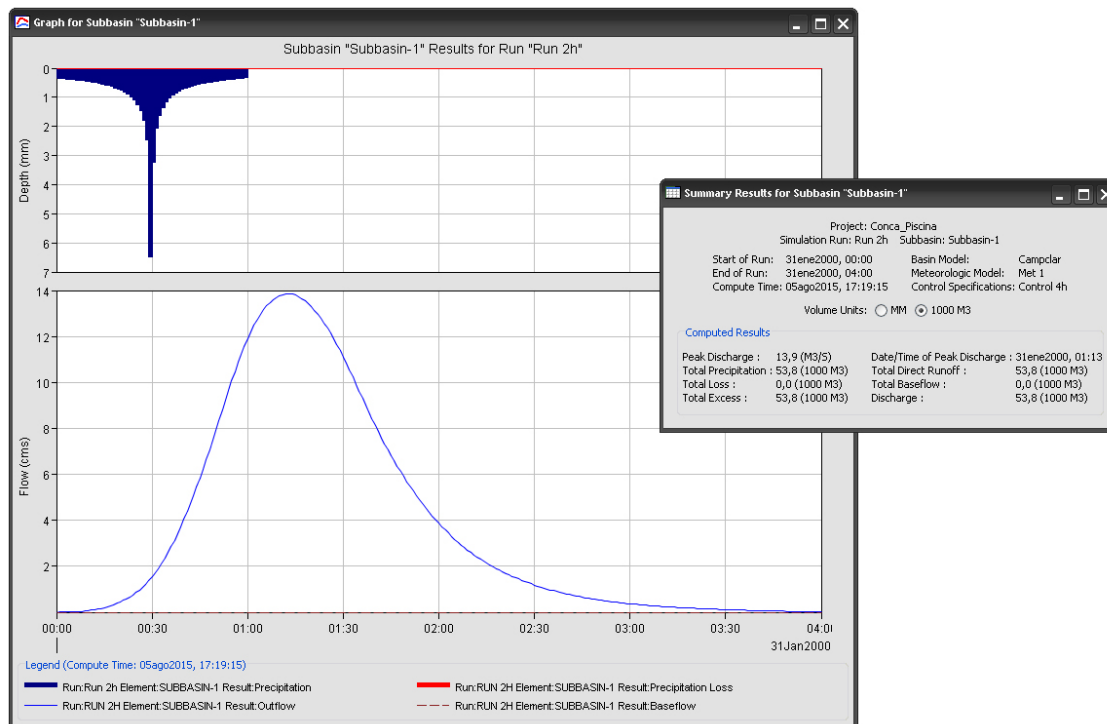 Graph for Subbasin "Subbasin-1"
Subbasin "Subbasin-1" Results for Run "Run 2h"
0
1
2
3
4
5
6
7
Depth (mm)
14
12
10
8
6
4
2
Flow (cms)
00:00 00:30 01:00 01:30 02:00 02:30 03:00 03:30 04:0
31Jan2000
Legend (Compute Time: 05ago2015, 17:19:15)
Run:Run 2h Element:SUBBASIN-1 Result:Precipitation
Run:RUN 2H Element:SUBBASIN-1 Result:Precipitation Loss
Run:RUN 2H Element:SUBBASIN-1 Result:Outflow
Run:RUN 2H Element:SUBBASIN-1 Result:Baseflow
Summary Results for Subbasin "Subbasin-1"
Project: Conca_Piscina
Simulation Run: Run 2h Subbasin: Subbasin-1
Start of Run: 31ene2000, 00:00 Basin Model: Campclar
End of Run: 31ene2000, 04:00 Meteorologic Model: Met 1
Compute Time: 05ago2015, 17:19:15 Control Specifications: Control 4h
Volume Units: MM 1000 M3
Computed Results
Peak Discharge : 13,9 (M3/S) Date/Time of Peak Discharge : 31ene2000, 01:13
Total Precipitation : 53,8 (1000 M3) Total Direct Runoff : 53,8 (1000 M3)
Total Loss : 0,0 (1000 M3) Total Baseflow : 0,0 (1000 M3)
Total Excess : 53,8 (1000 M3) Discharge : 53,8 (1000 M3)